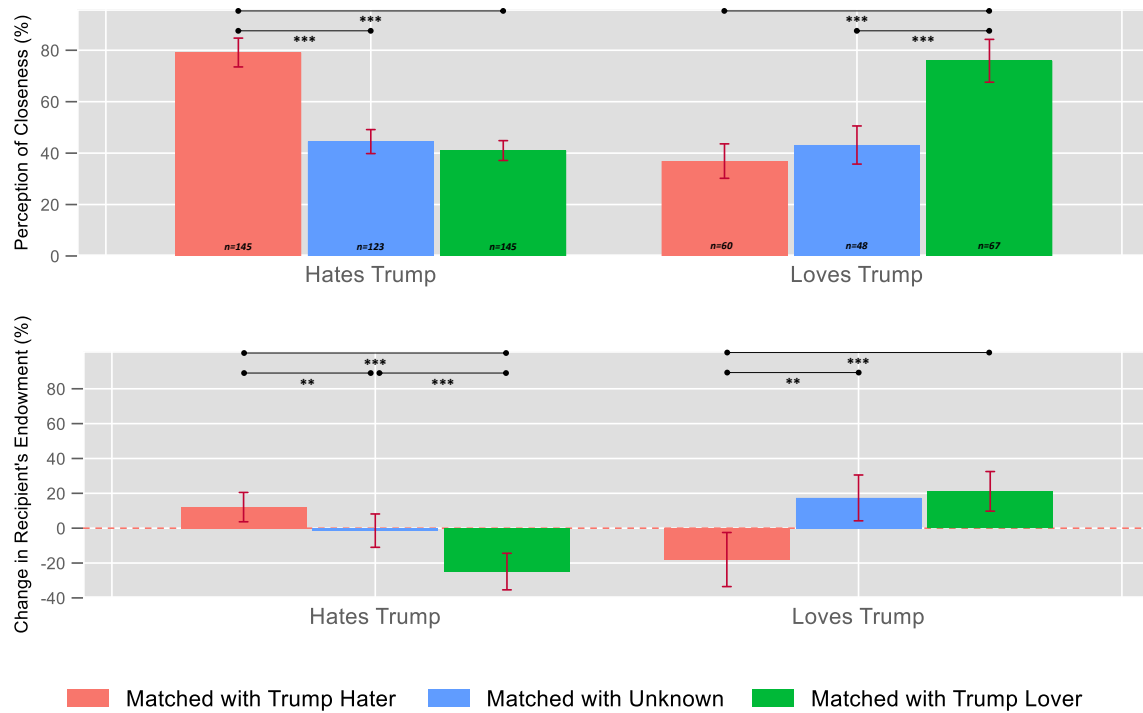 Perception of Closeness (%)
80
60
40
20
0
***
***
***
***
n=145
n=123
n=145
n=60
n=48
n=67
Hates Trump
Loves Trump
Change in Recipient's Endowment (%)
80
60
40
20
0
-20
-40
***
**
***
***
**
Hates Trump
Loves Trump
Matched with Trump Hater
Matched with Unknown
Matched with Trump Lover